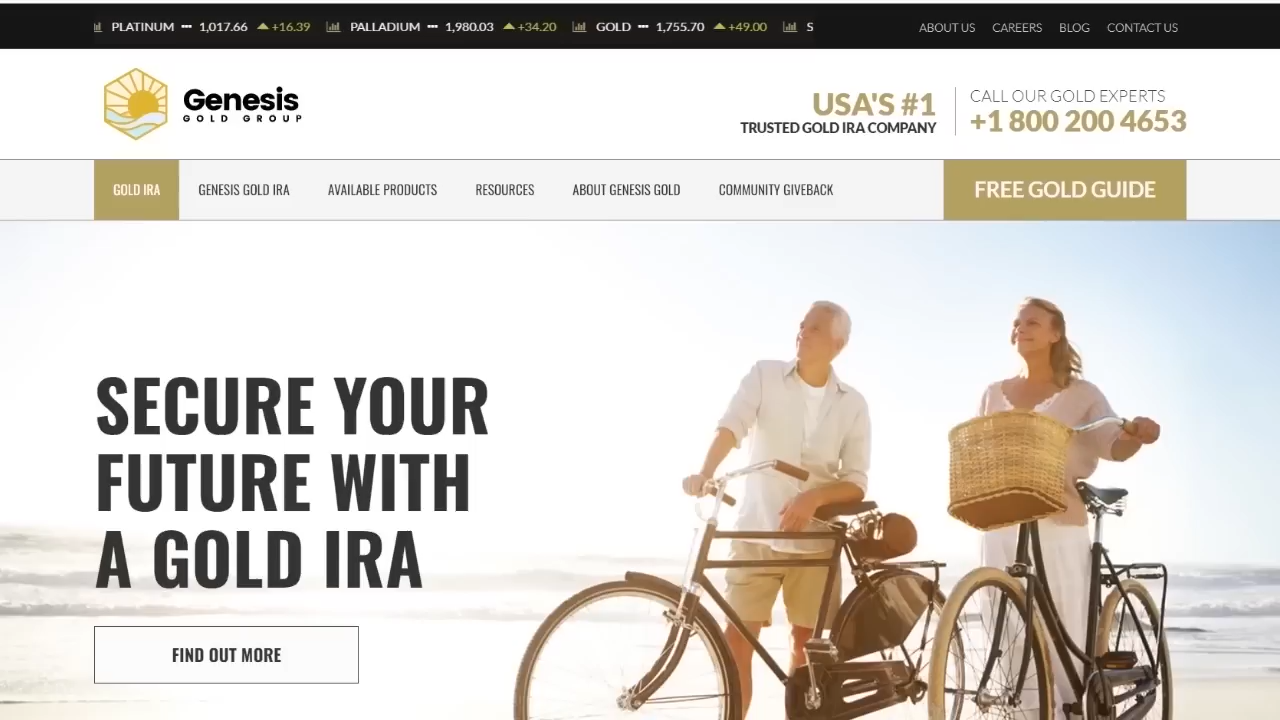 PLATINUM ••• 1,017.66 +16.39 PALLADIUM ••• 1,980.03 +34.20 GOLD ••• 1,755.70 +49.00 S
ABOUT US CAREERS BLOG CONTACT US
Genesis
GOLD GROUP
USA'S #1
TRUSTED GOLD IRA COMPANY
CALL OUR GOLD EXPERTS
+1 800 200 4653
GOLD IRA GENESIS GOLD IRA AVAILABLE PRODUCTS RESOURCES ABOUT GENESIS GOLD COMMUNITY GIVEBACK FREE GOLD GUIDE
SECURE YOUR
FUTURE WITH
A GOLD IRA
FIND OUT MORE